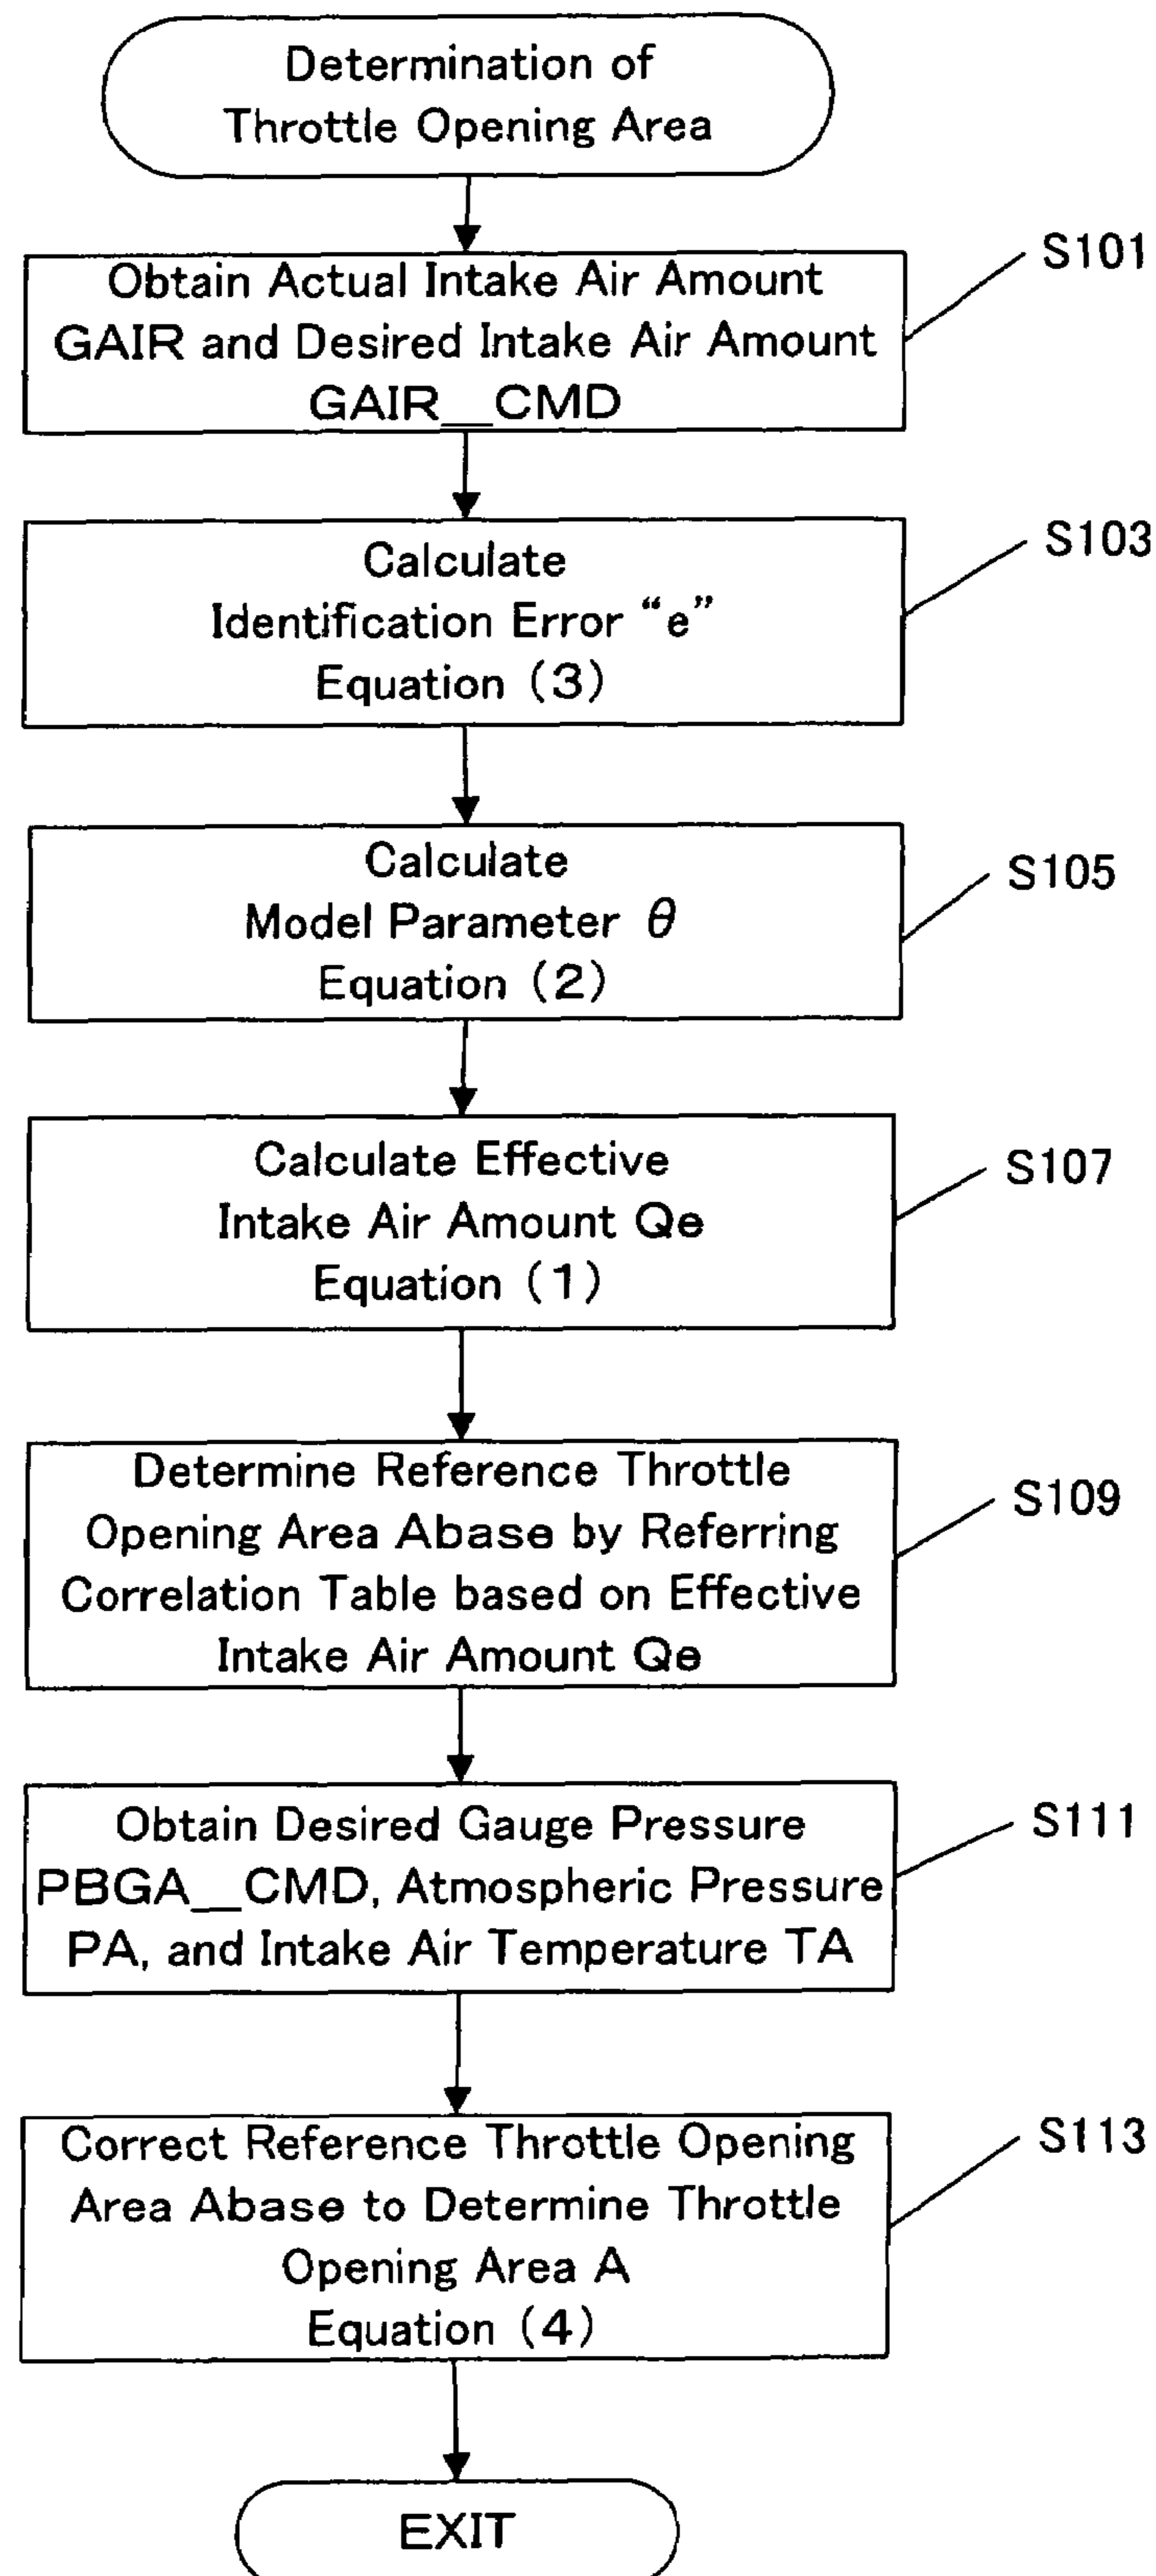 Determination of
Throttle Opening Area
Obtain Actual Intake Air Amount
GAIR and Desired Intake Air Amount
GAIR__CMD
S101
Calculate
Identification Error “e”
Equation (3)
S103
Calculate
Model Parameter θ
Equation (2)
S105
Calculate Effective
Intake Air Amount Qe
Equation (1)
S107
Determine Reference Throttle
Opening Area Abase by Referring
Correlation Table based on Effective
Intake Air Amount Qe
S109
Obtain Desired Gauge Pressure
PBGA__CMD, Atmospheric Pressure
PA, and Intake Air Temperature TA
S111
Correct Reference Throttle Opening
Area Abase to Determine Throttle
Opening Area A
Equation (4)
S113
EXIT